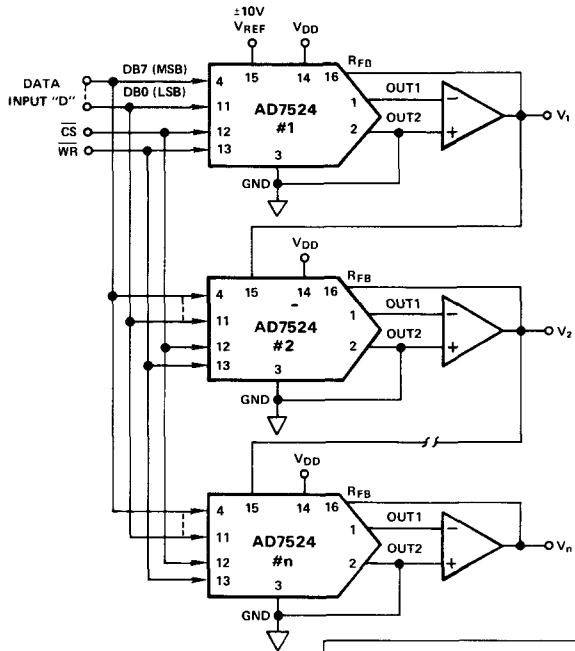 ±10V
VREF VDD
DB7 (MSB) 15 14 16 RFB
DATA INPUT "D"
4 1 OUT1 −
DB0 (LSB) 11 AD7524 #1 2 OUT2 + V1
CS 12
WR 13
3
GND
VDD
15 14 16 RFB
4 1 OUT1 −
11 AD7524 #2 2 OUT2 + V2
12
13
3
GND
VDD
15 14 16 RFB
4 1 OUT1 −
11 AD7524 #n 2 OUT2 + Vn
12
13
3
GND